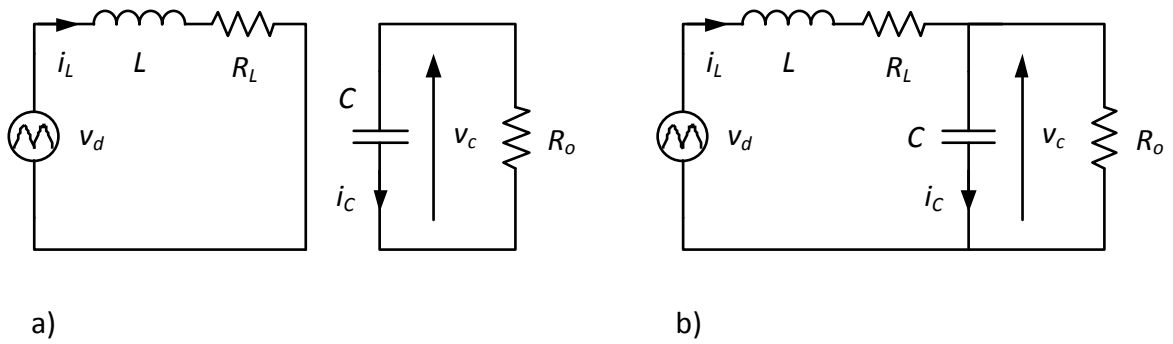 i_L L R_L
v_d
C
v_c
R_o
i_C
a)
i_L L R_L
v_d
C
v_c
R_o
i_C
b)